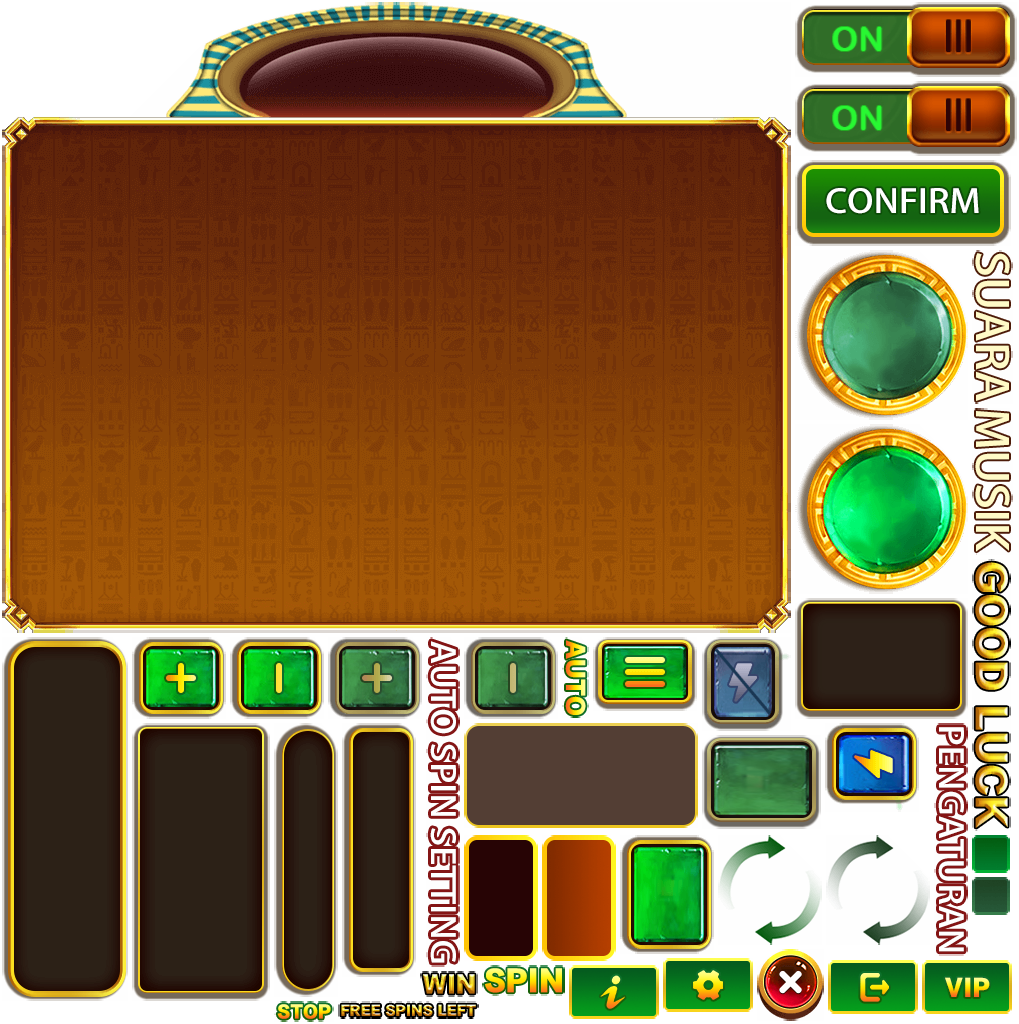 ON
ON
CONFIRM
SUARA MUSIK
GOOD LUCK
AUTO
AUTO SPIN SETTING
PENGATURAN
WIN
SPIN
STOP
FREE SPINS LEFT
i
VIP